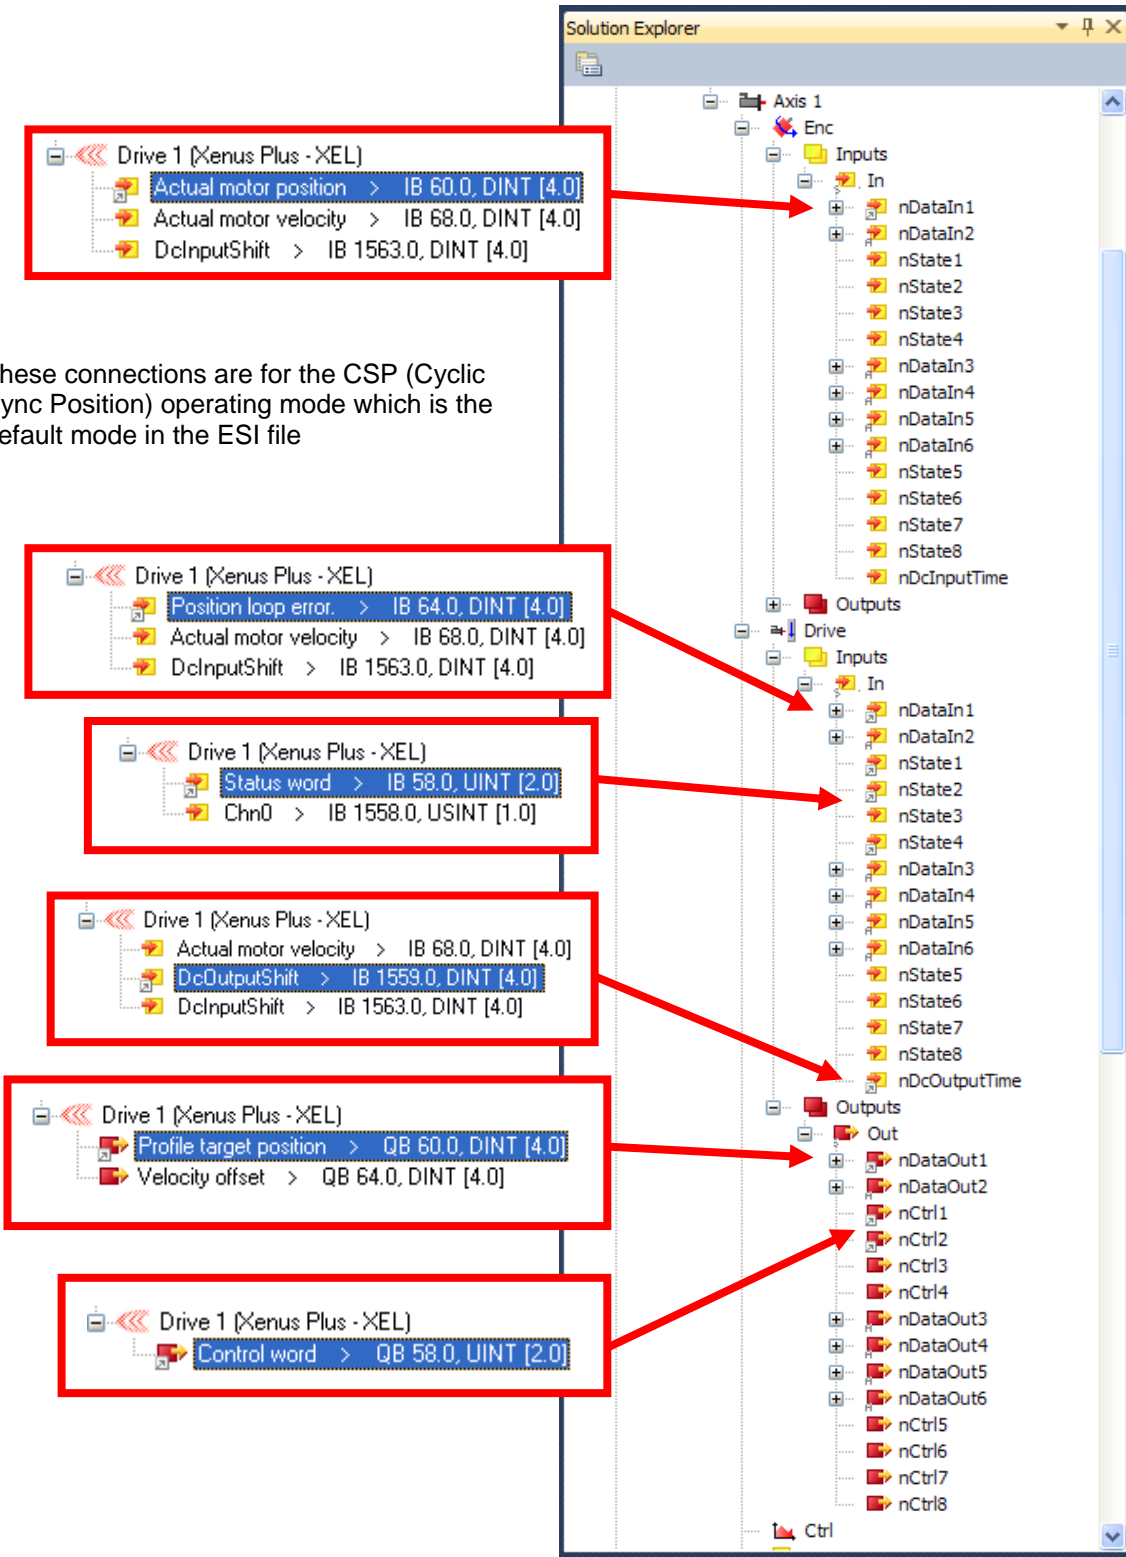 Solution Explorer
Axis 1
Enc
Inputs
In
nDataIn1
nDataIn2
nState1
nState2
nState3
nState4
nDataIn3
nDataIn4
nDataIn5
nDataIn6
nState5
nState6
nState7
nState8
nDcInputTime
Outputs
Drive
Inputs
In
nDataIn1
nDataIn2
nState1
nState2
nState3
nState4
nDataIn3
nDataIn4
nDataIn5
nDataIn6
nState5
nState6
nState7
nState8
nDcOutputTime
Outputs
Out
nDataOut1
nDataOut2
nCtrl1
nCtrl2
nCtrl3
nCtrl4
nDataOut3
nDataOut4
nDataOut5
nDataOut6
nCtrl5
nCtrl6
nCtrl7
nCtrl8
Ctrl
Drive 1 (Xenus Plus - XEL)
Actual motor position > IB 60.0, DINT [4.0]
Actual motor velocity > IB 68.0, DINT [4.0]
DcInputShift > IB 1563.0, DINT [4.0]
hese connections are for the CSP (Cyclic
ync Position) operating mode which is the
efault mode in the ESI file
Drive 1 (Xenus Plus - XEL)
Position loop error. > IB 64.0, DINT [4.0]
Actual motor velocity > IB 68.0, DINT [4.0]
DcInputShift > IB 1563.0, DINT [4.0]
Drive 1 (Xenus Plus - XEL)
Status word > IB 58.0, UINT [2.0]
Chn0 > IB 1558.0, USINT [1.0]
Drive 1 (Xenus Plus - XEL)
Actual motor velocity > IB 68.0, DINT [4.0]
DcOutputShift > IB 1559.0, DINT [4.0]
DcInputShift > IB 1563.0, DINT [4.0]
Drive 1 (Xenus Plus - XEL)
Profile target position > QB 60.0, DINT [4.0]
Velocity offset > QB 64.0, DINT [4.0]
Drive 1 (Xenus Plus - XEL)
Control word > QB 58.0, UINT [2.0]